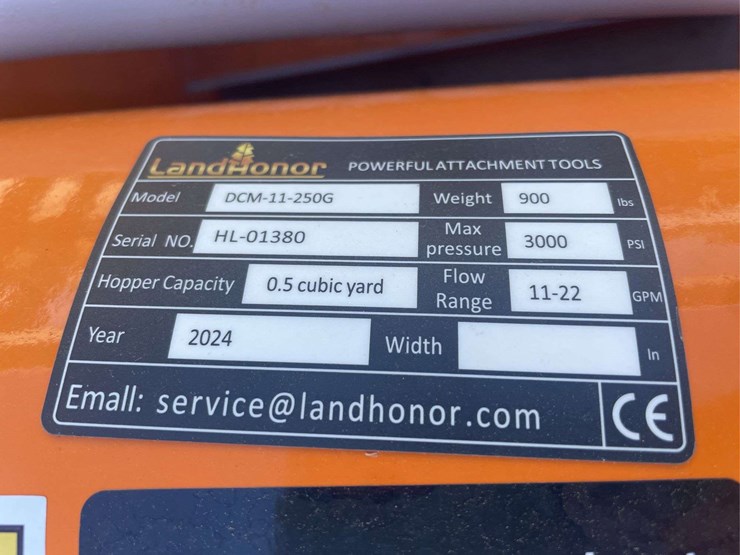 LandHonor POWERFUL ATTACHMENT TOOLS
Model DCM-11-250G Weight 900 lbs
Serial NO. HL-01380 Max pressure 3000 PSI
Hopper Capacity 0.5 cubic yard Flow Range 11-22 GPM
Year 2024 Width In
Emall: service@landhonor.com CE